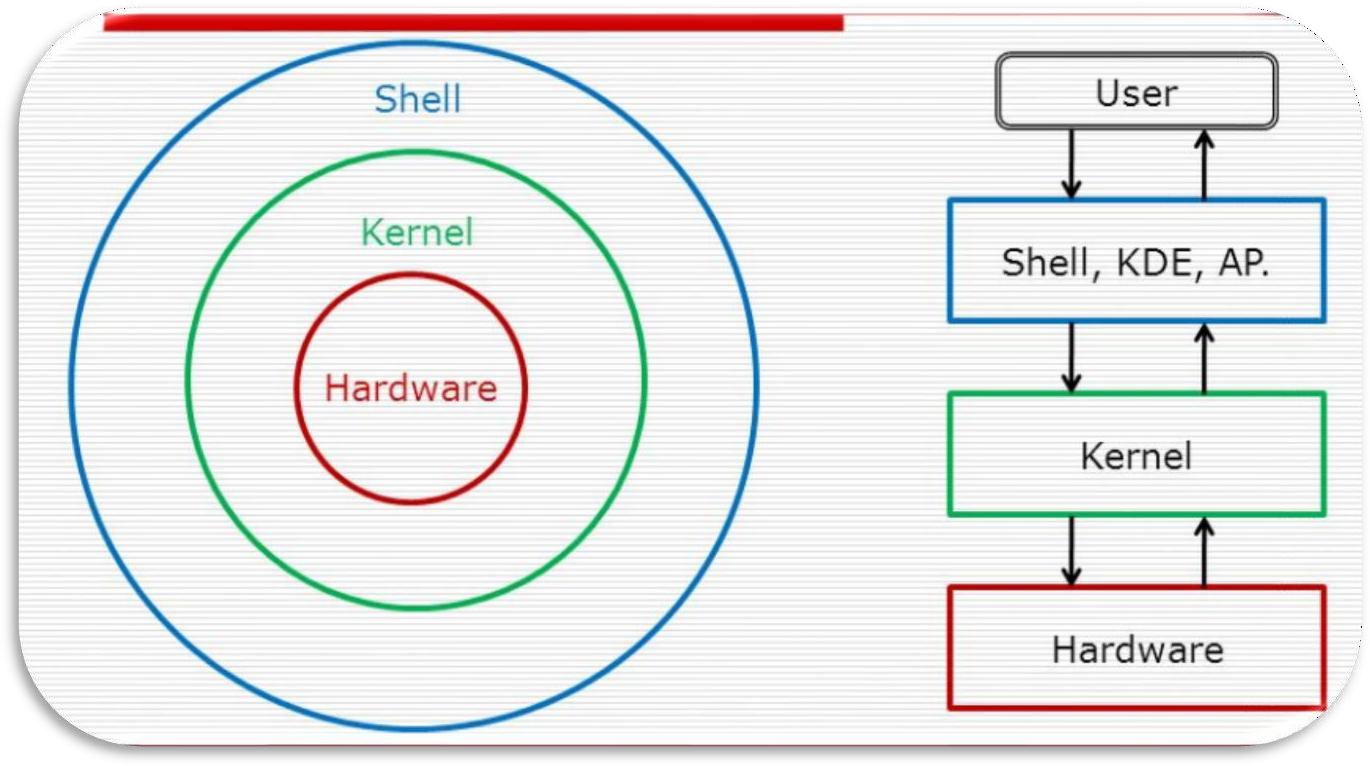 Shell
Kernel
Hardware
User
Shell, KDE, AP.
Kernel
Hardware